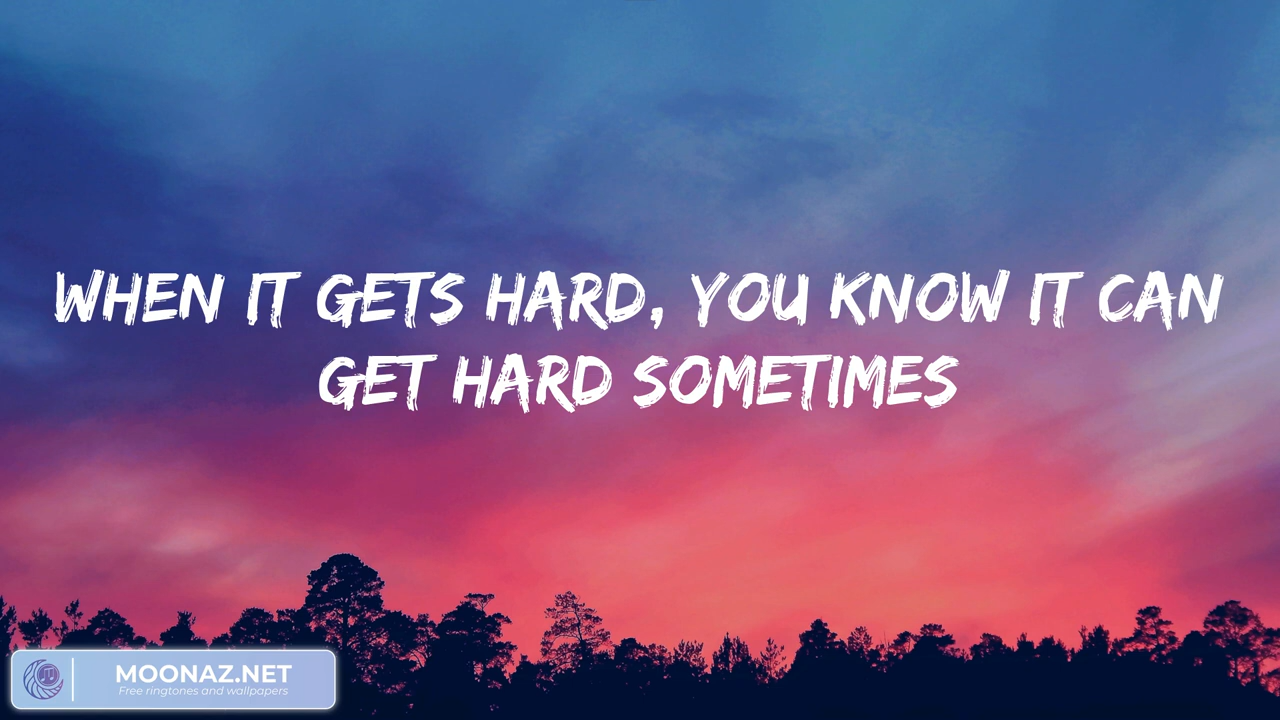 WHEN IT GETS HARD, YOU KNOW IT CAN
GET HARD SOMETIMES
MOONAZ.NET
Free ringtones and wallpapers